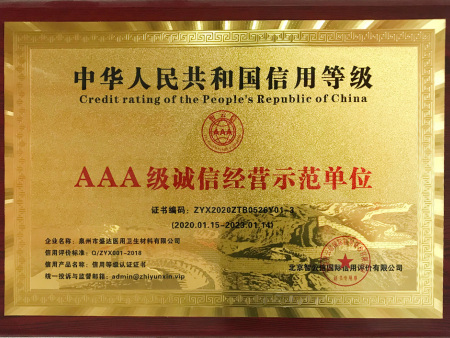 中华人民共和国信用等级
Credit rating of the People's Republic of China
AAA
AAA级诚信经营示范单位
证书编码：ZYX2020ZTB0526Y01-3
(2020.01.15-2023.01.14)
企业名称：泉州市盛达医用卫生材料有限公司
信用评价标准：Q/ZYX001-2018
信用产品名称：信用等级认证证书
统一投诉与监督邮箱：admin@zhiyunxin.vip
北京智云信国际信用评价有限公司